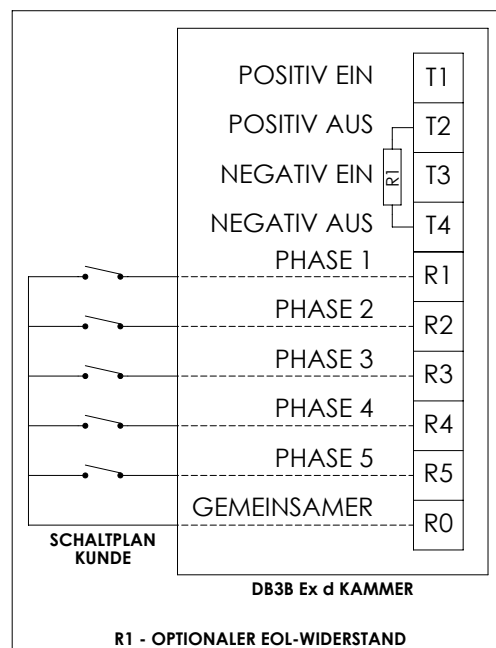 POSITIV EIN T1
POSITIV AUS T2
R1
NEGATIV EIN T3
NEGATIV AUS T4
PHASE 1 R1
PHASE 2 R2
PHASE 3 R3
PHASE 4 R4
PHASE 5 R5
GEMEINSAMER R0
SCHALTPLAN
KUNDE
DB3B Ex d KAMMER
R1 - OPTIONALER EOL-WIDERSTAND